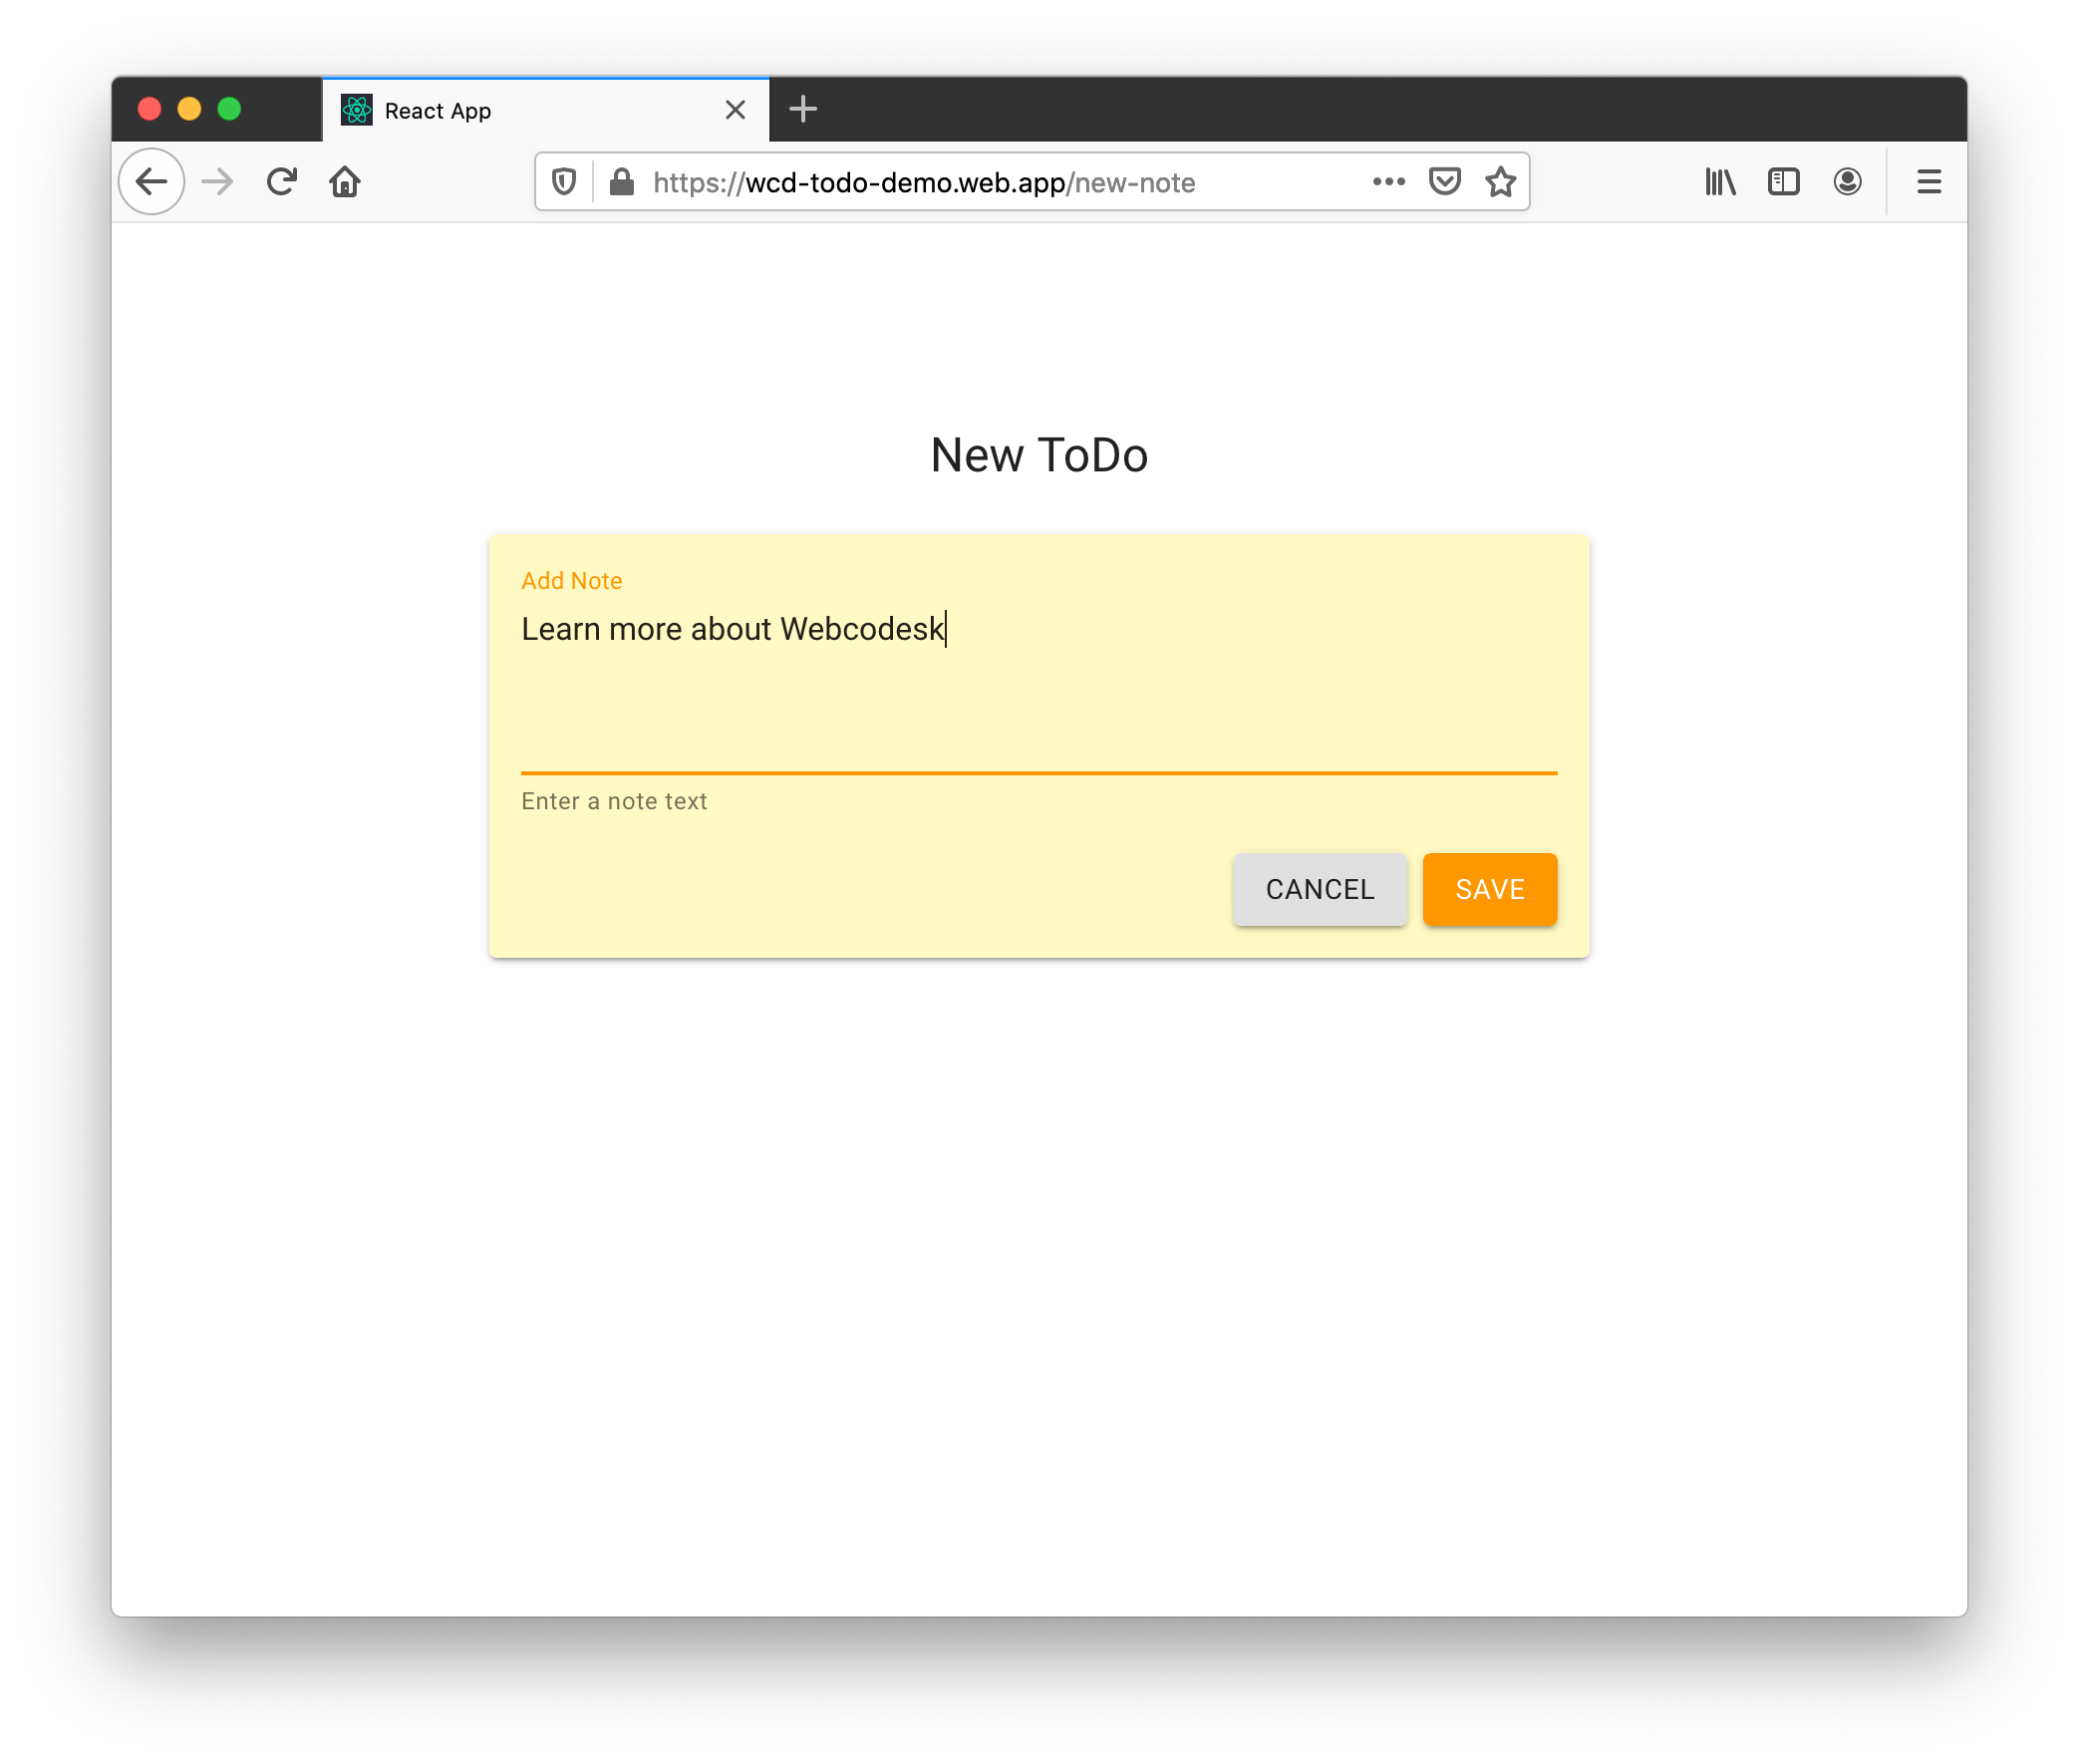 React App
https://wcd-todo-demo.web.app/new-note
New ToDo
Add Note
Learn more about Webcodesk
Enter a note text
CANCEL SAVE